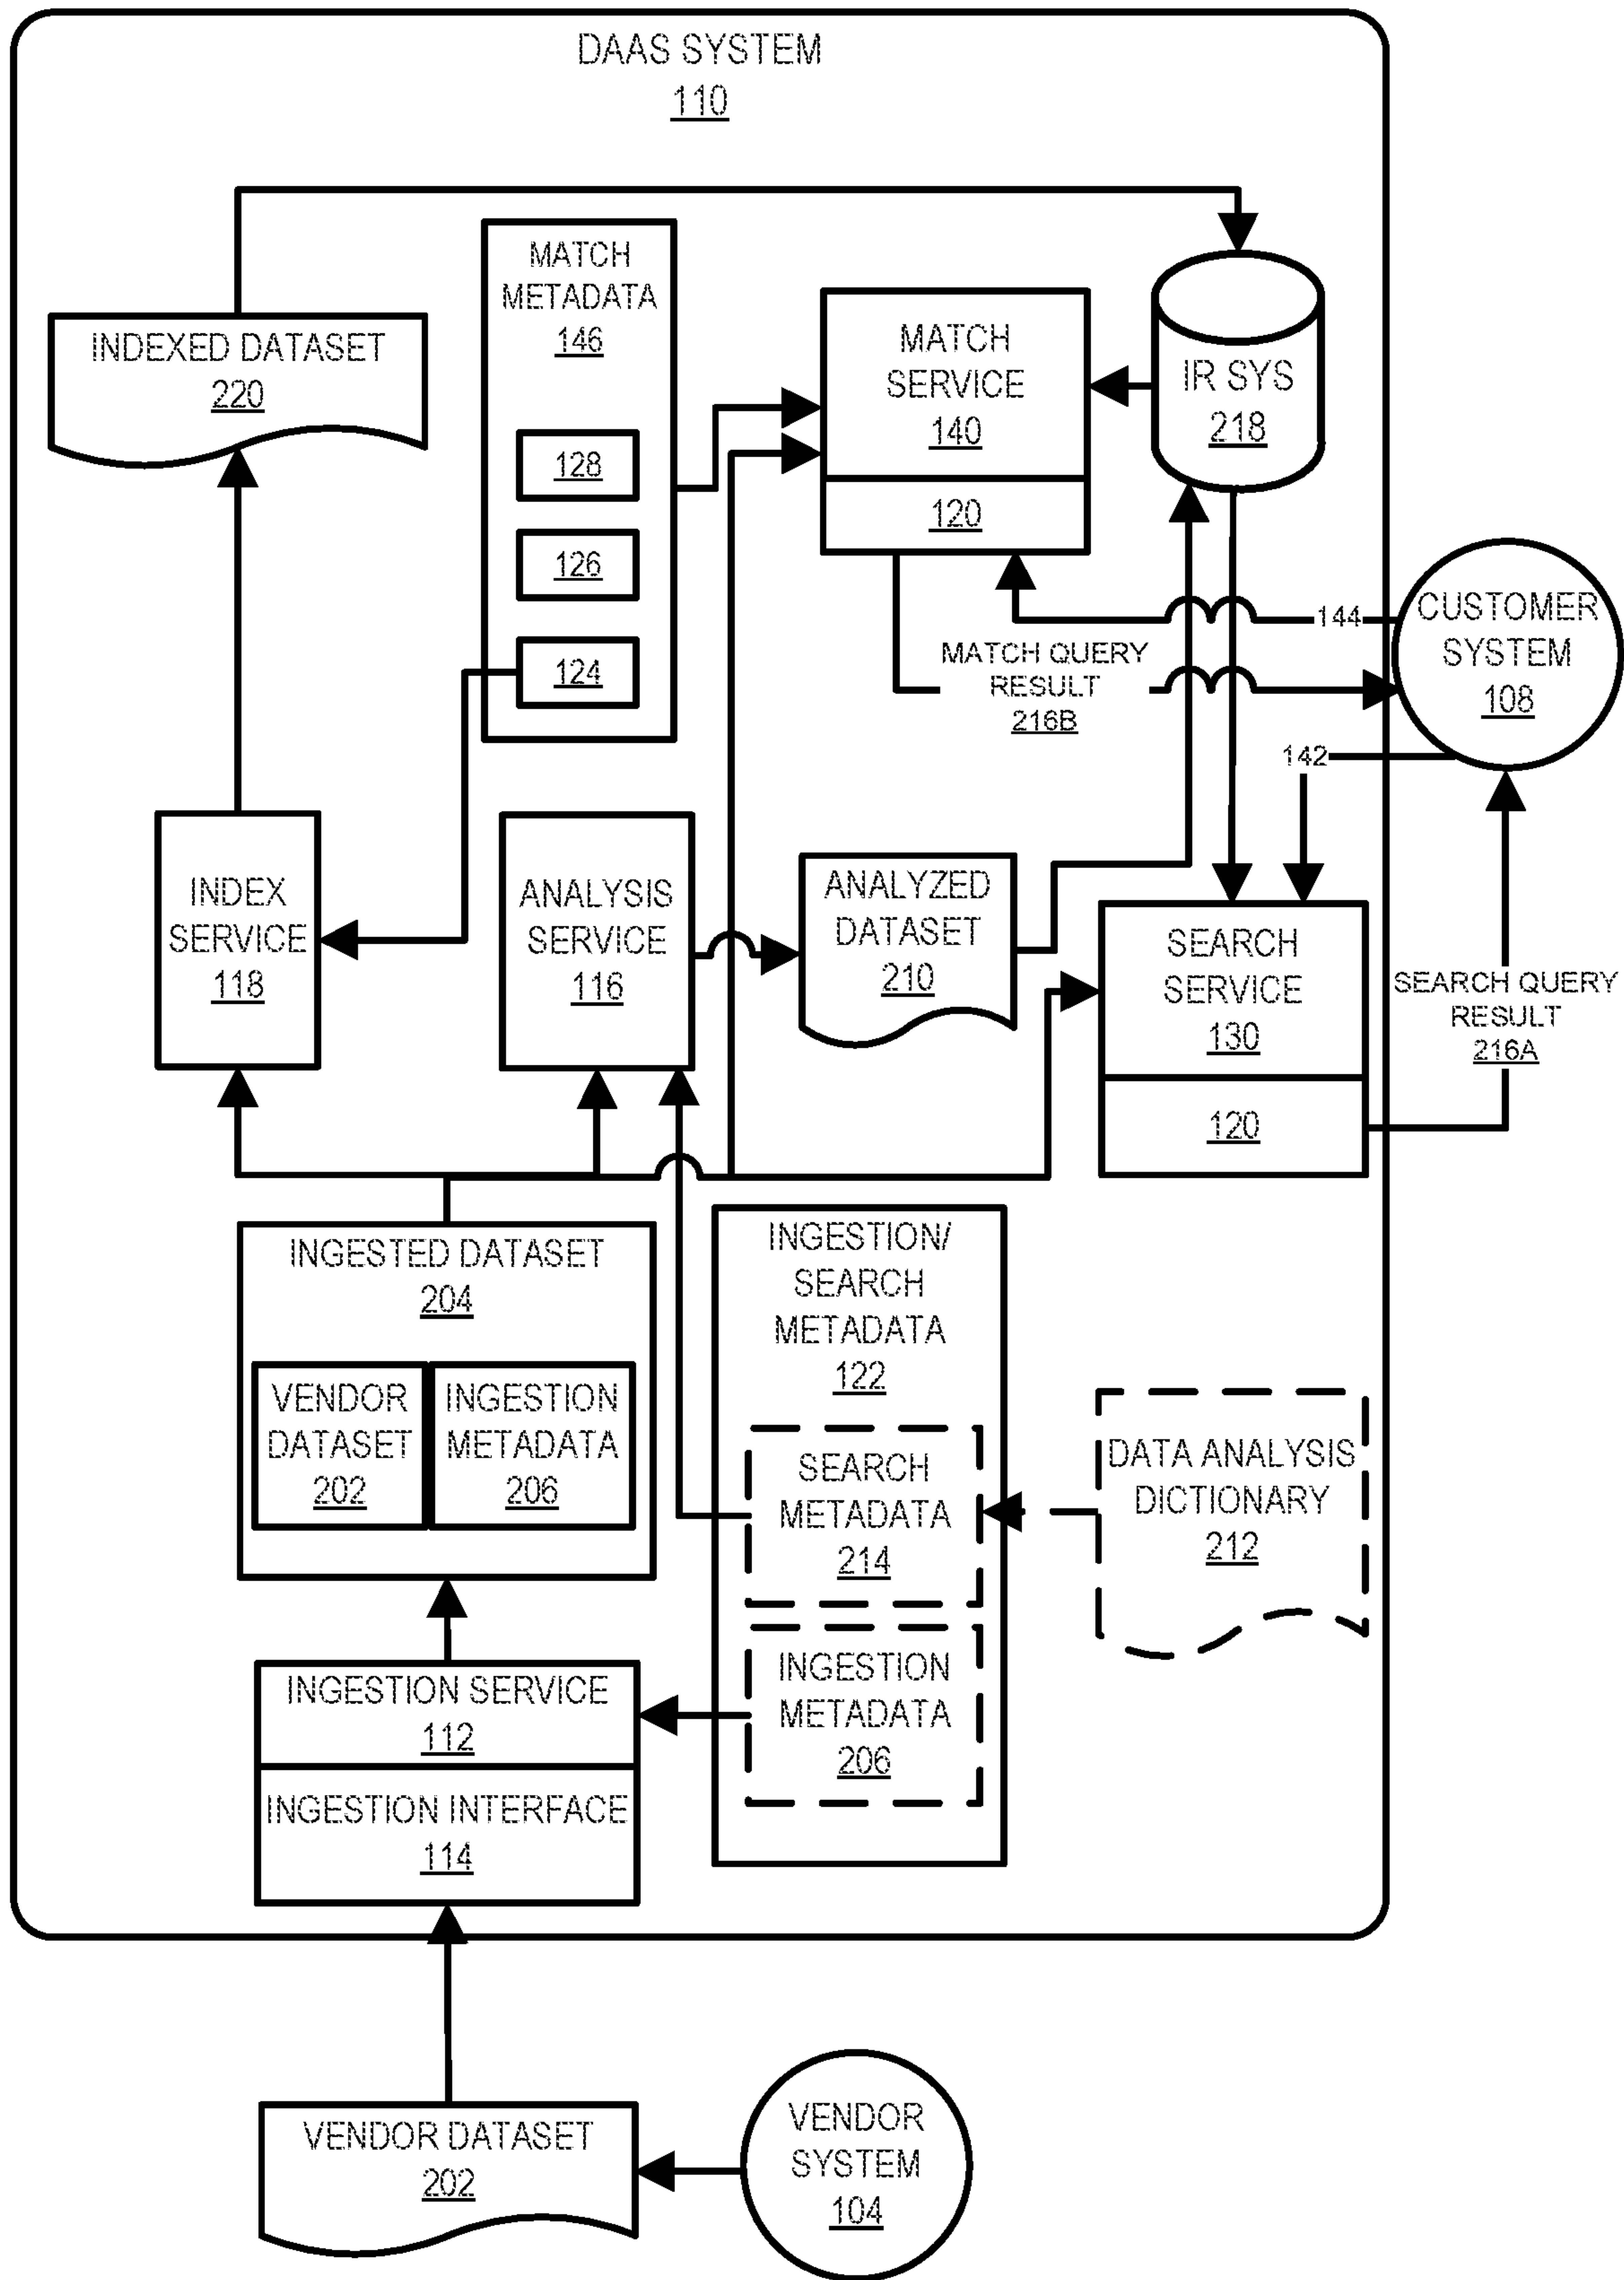 DAAS SYSTEM
110
MATCH
METADATA
146
128
126
124
INDEXED DATASET
220
MATCH
SERVICE
140
120
IR SYS
218
CUSTOMER
SYSTEM
108
144
MATCH QUERY
RESULT
216B
142
INDEX
SERVICE
118
ANALYSIS
SERVICE
116
ANALYZED
DATASET
210
SEARCH
SERVICE
130
120
SEARCH QUERY
RESULT
216A
INGESTED DATASET
204
VENDOR
DATASET
202
INGESTION
METADATA
206
INGESTION/
SEARCH
METADATA
122
SEARCH
METADATA
214
INGESTION
METADATA
206
DATA ANALYSIS
DICTIONARY
212
INGESTION SERVICE
112
INGESTION INTERFACE
114
VENDOR DATASET
202
VENDOR
SYSTEM
104